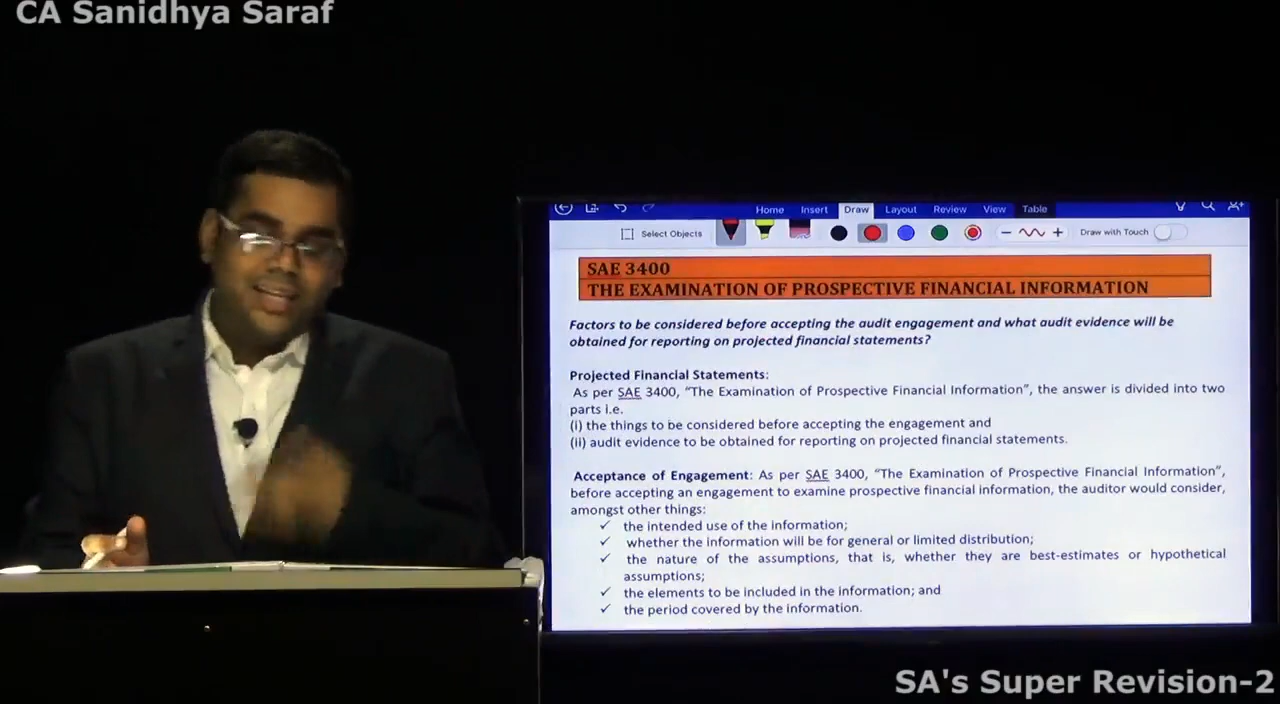 CA Sanidhya Saraf
Home Insert Draw Layout Review View Table
Select Objects
Draw with Touch
SAE 3400
THE EXAMINATION OF PROSPECTIVE FINANCIAL INFORMATION
Factors to be considered before accepting the audit engagement and what audit evidence will be
obtained for reporting on projected financial statements?
Projected Financial Statements:
As per SAE 3400, “The Examination of Prospective Financial Information”, the answer is divided into two
parts i.e.
(i) the things to be considered before accepting the engagement and
(ii) audit evidence to be obtained for reporting on projected financial statements.
Acceptance of Engagement: As per SAE 3400, “The Examination of Prospective Financial Information”,
before accepting an engagement to examine prospective financial information, the auditor would consider,
amongst other things:
✓ the intended use of the information;
✓ whether the information will be for general or limited distribution;
✓ the nature of the assumptions, that is, whether they are best-estimates or hypothetical
assumptions;
✓ the elements to be included in the information; and
✓ the period covered by the information.
SA's Super Revision-2